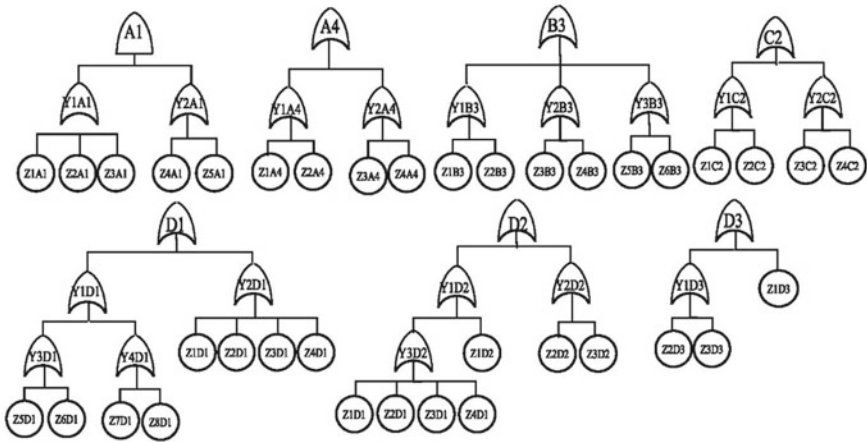 A1 A4 B3 C2
Y1A1 Y2A1 Y1A4 Y2A4 Y1B3 Y2B3 Y3B3 Y1C2 Y2C2
Z1A1 Z2A1 Z3A1 Z4A1 Z5A1 Z1A4 Z2A4 Z3A4 Z4A4 Z1B3 Z2B3 Z3B3 Z4B3 Z5B3 Z6B3 Z1C2 Z2C2 Z3C2 Z4C2
D1 D2 D3
Y1D1 Y2D1 Y1D2 Y2D2 Y1D3 Z1D3
Y3D1 Y4D1 Z1D1 Z2D1 Z3D1 Z4D1 Y3D2 Z1D2 Z2D2 Z3D2 Z2D3 Z3D3
Z5D1 Z6D1 Z7D1 Z8D1 Z1D1 Z2D1 Z3D1 Z4D1